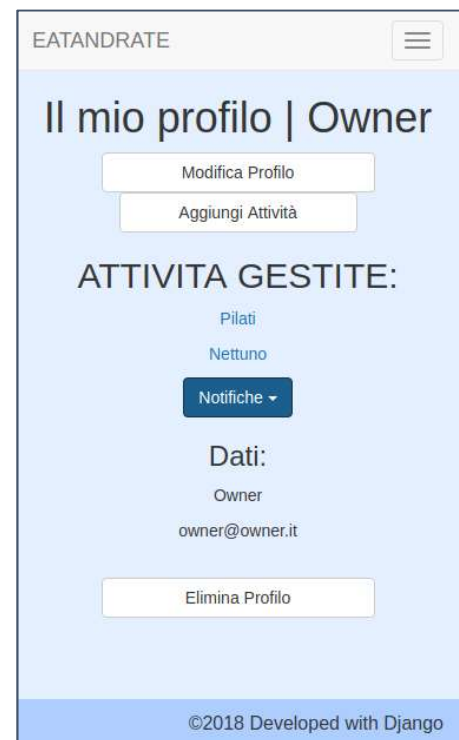 EATANDRATE
Il mio profilo | Owner
Modifica Profilo
Aggiungi Attività
ATTIVITA GESTITE:
Pilati
Nettuno
Notifiche
Dati:
Owner
owner@owner.it
Elimina Profilo
©2018 Developed with Django